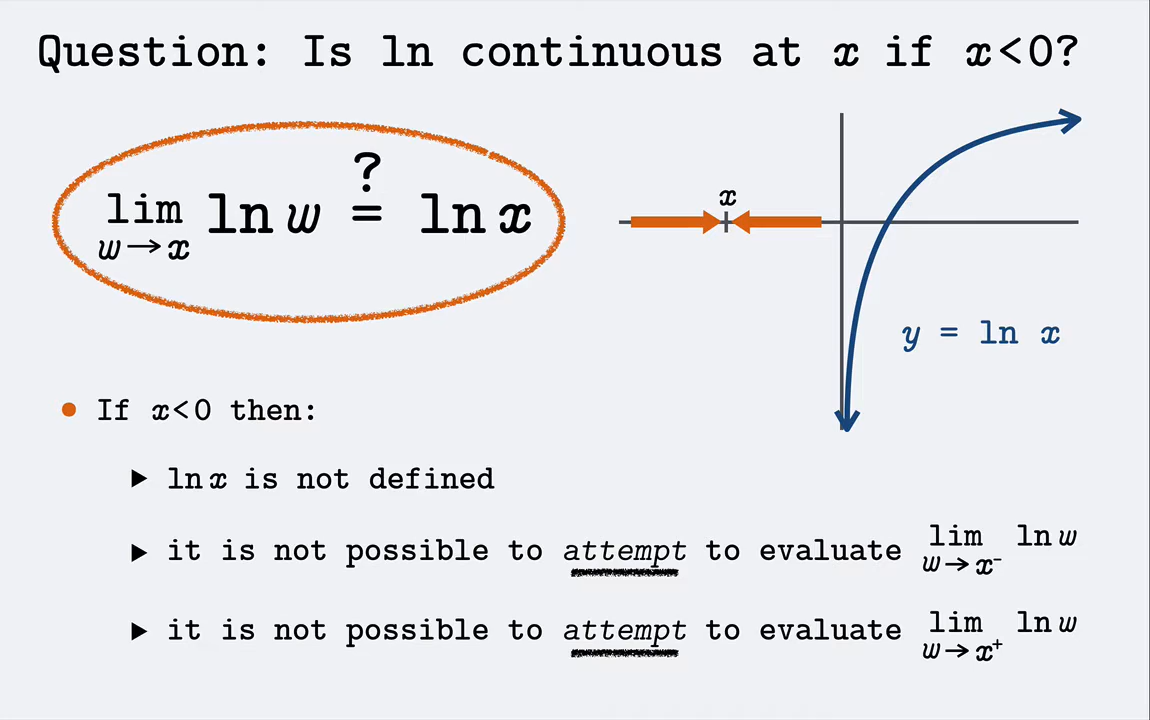 Question: Is ln continuous at x if x<0?
?
lim ln w = ln x
w→x
x
y = ln x
• If x<0 then:
▶ ln x is not defined
▶ it is not possible to attempt to evaluate lim ln w
w→x⁻
▶ it is not possible to attempt to evaluate lim ln w
w→x⁺